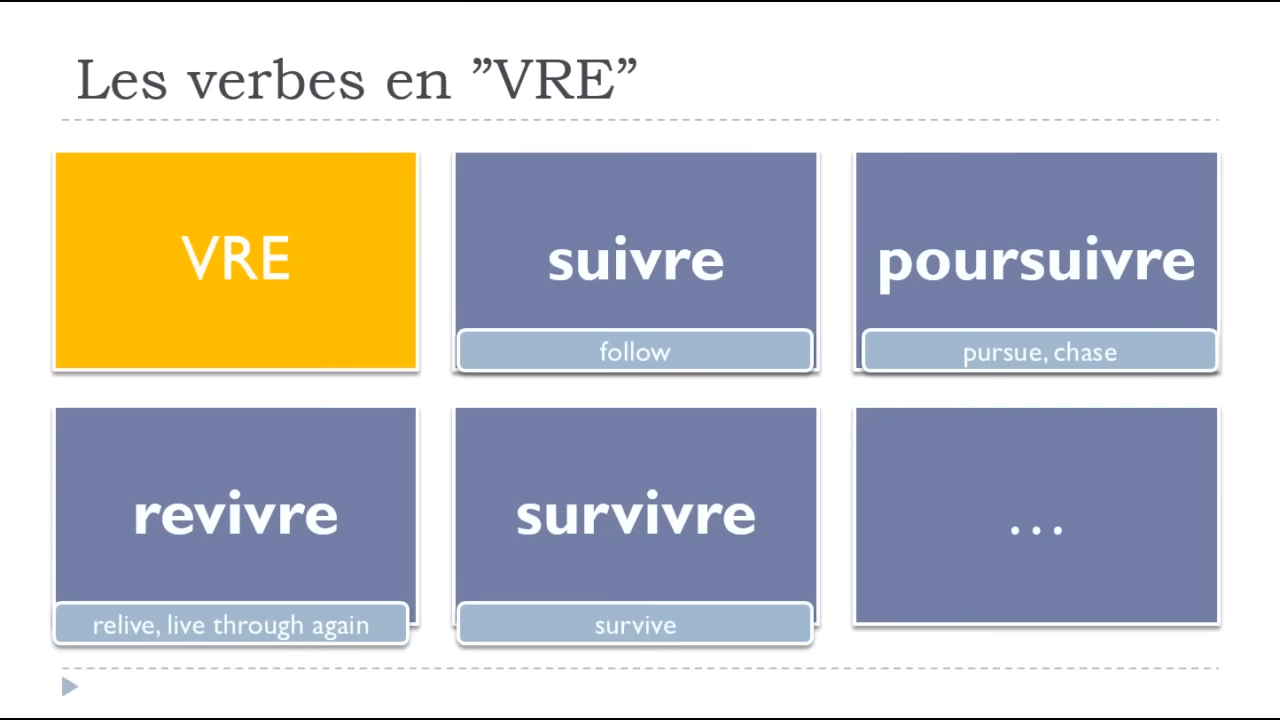 Les verbes en ”VRE”
VRE
suivre
follow
poursuivre
pursue, chase
revivre
relive, live through again
survivre
survive
...